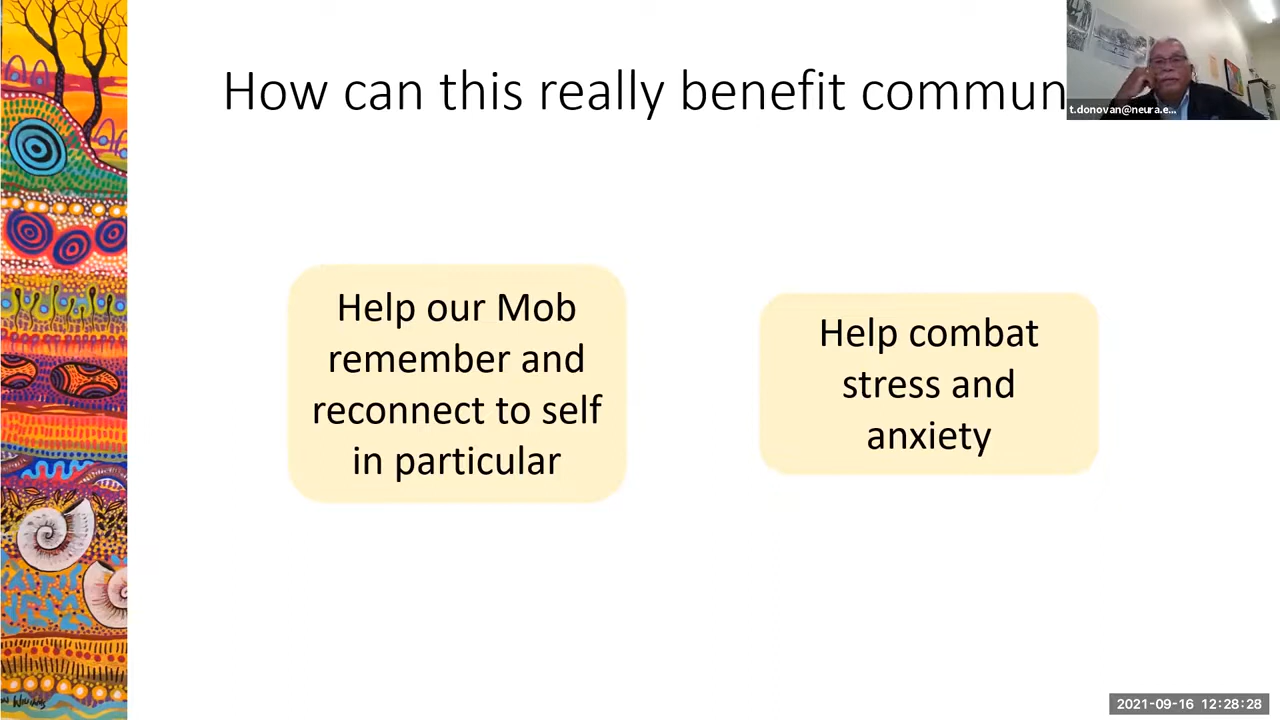 How can this really benefit commun
t.donovan@neura.e...
Help our Mob
remember and
reconnect to self
in particular
Help combat
stress and
anxiety
2021-09-16 12:28:28